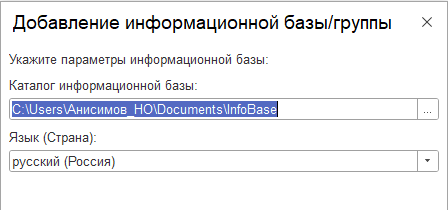 Добавление информационной базы/группы
Укажите параметры информационной базы:
Каталог информационной базы:
C:\Users\Анисимов_НО\Documents\InfoBase
...
Язык (Страна):
русский (Россия)